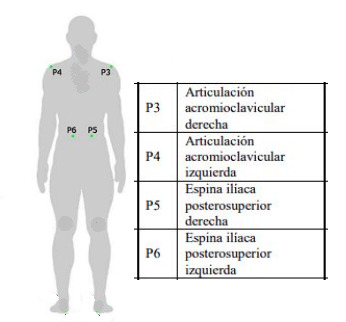 P4 P3
P6 P5
P3 Articulación
acromioclavicular
derecha
P4 Articulación
acromioclavicular
izquierda
P5 Espina iliaca
posterosuperior
derecha
P6 Espina iliaca
posterosuperior
izquierda